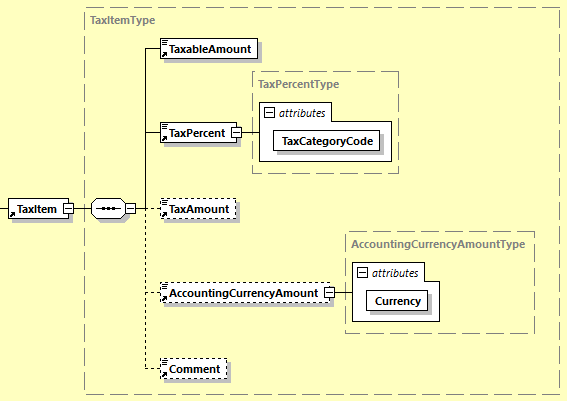 TaxItemType
TaxableAmount
TaxPercentType
attributes
TaxPercent
TaxCategoryCode
TaxItem
TaxAmount
AccountingCurrencyAmountType
attributes
AccountingCurrencyAmount
Currency
Comment